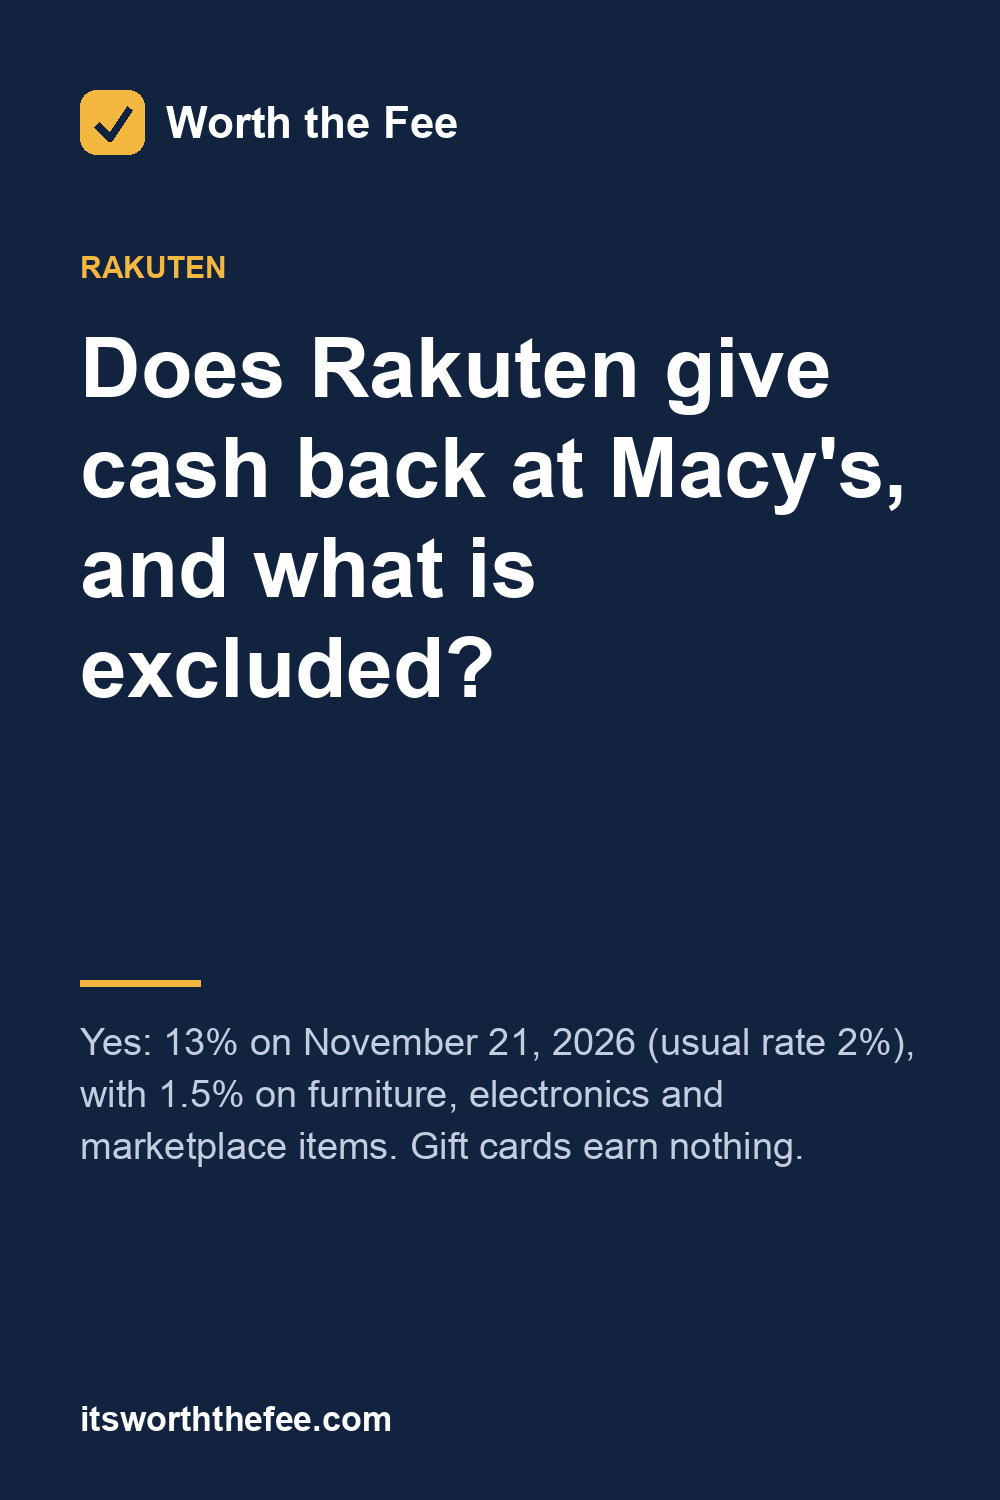 Worth the Fee
RAKUTEN
Does Rakuten give
cash back at Macy's,
and what is
excluded?
Yes: 13% on November 21, 2026 (usual rate 2%),
with 1.5% on furniture, electronics and
marketplace items. Gift cards earn nothing.
itsworththefee.com